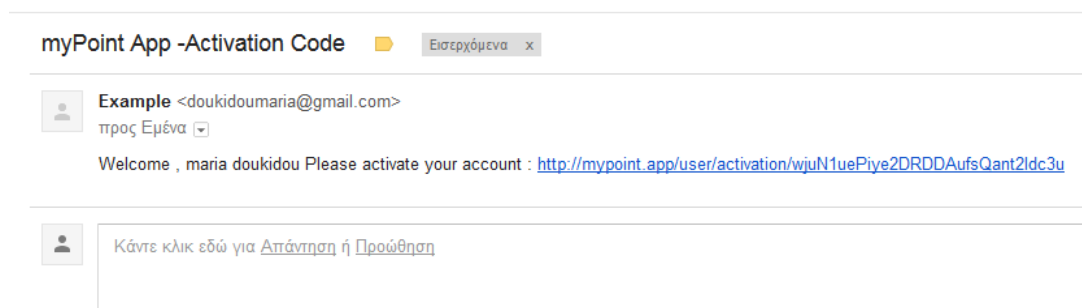 myPoint App -Activation Code Εισερχόμενα x
Example <doukidoumaria@gmail.com>
προς Εμένα
Welcome , maria doukidou Please activate your account : http://mypoint.app/user/activation/wjuN1uePiye2DRDDAufsQant2ldc3u
Κάντε κλικ εδώ για Απάντηση ή Προώθηση